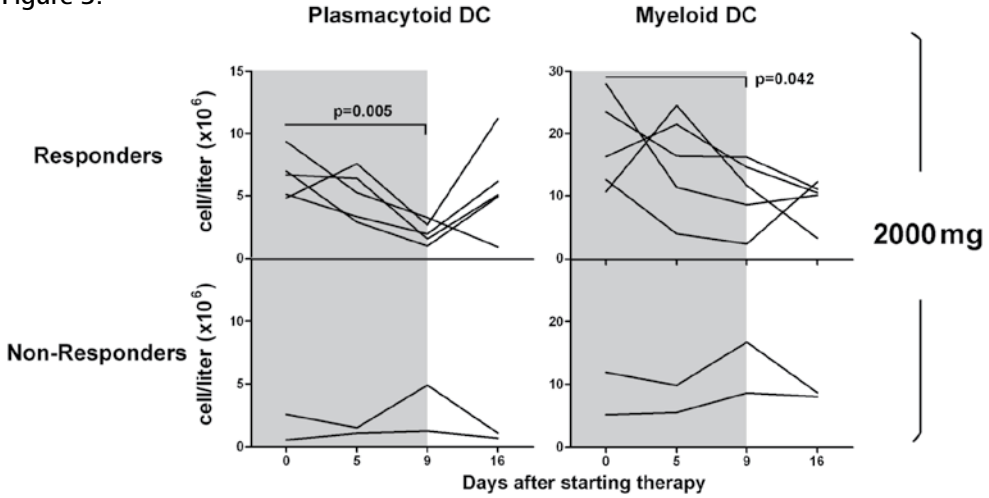 Figure 3.
Plasmacytoid DC Myeloid DC
Responders
cell/liter (x10⁶)
15
10
5
0
p=0.005
30
20
10
0
p=0.042
2000mg
Non-Responders
cell/liter (x10⁶)
10
5
0
0 5 9 16
20
10
0
0 5 9 16
Days after starting therapy